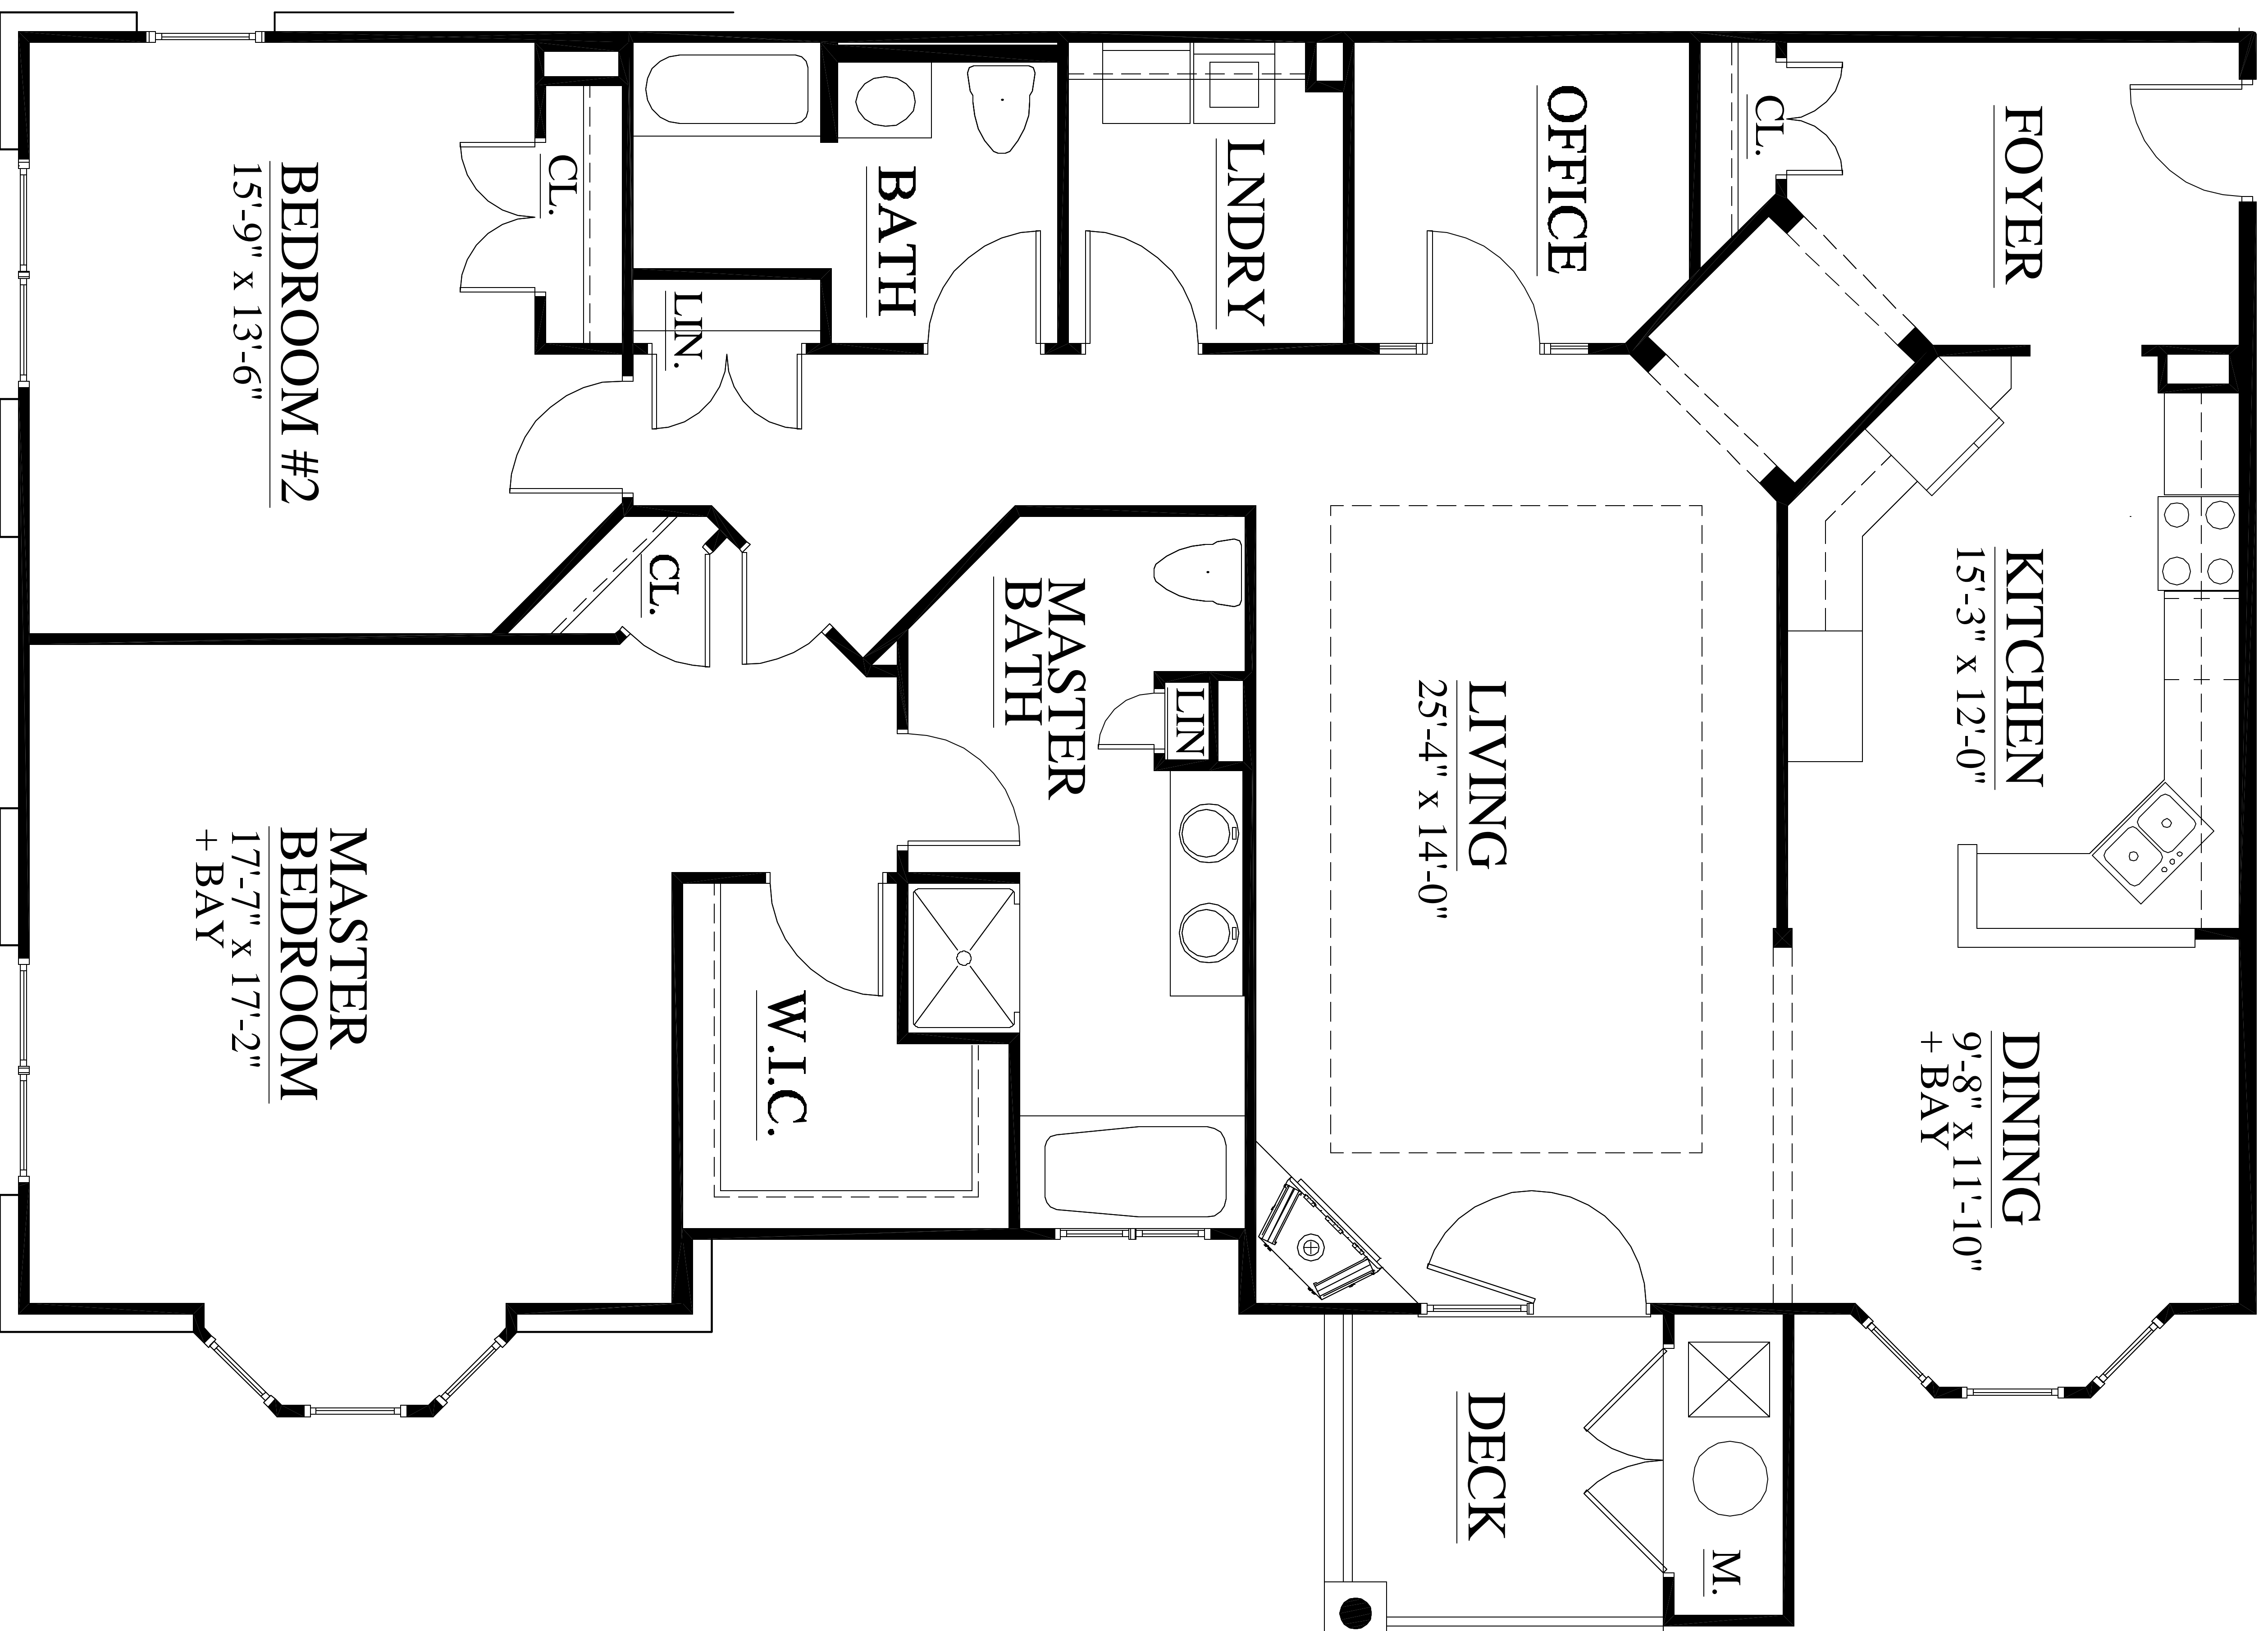 FOYER
CL.
OFFICE
LNDRY
BATH
LIN.
CL.
BEDROOM #2
15'-9" x 13'-6"
KITCHEN
15'-3" x 12'-0"
LIVING
25'-4" x 14'-0"
MASTER
BATH
LIN
CL.
DINING
9'-8" x 11'-10"
+ BAY
W.I.C.
MASTER
BEDROOM
17'-7" x 17'-2"
+ BAY
DECK
M.